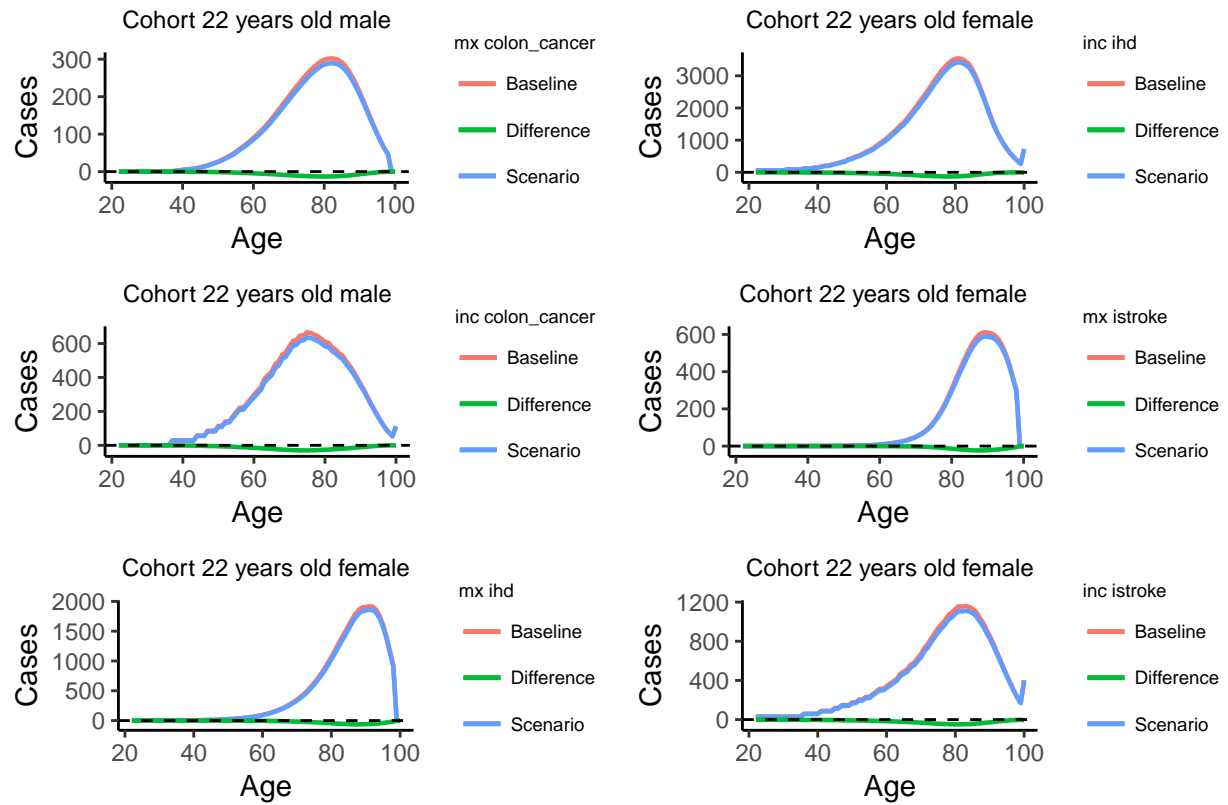 Cohort 22 years old male
mx colon_cancer
Baseline
Difference
Scenario
Cases
300
200
100
0
20 40 60 80 100
Age
Cohort 22 years old female
inc ihd
Baseline
Difference
Scenario
Cases
3000
2000
1000
0
20 40 60 80 100
Age
Cohort 22 years old male
inc colon_cancer
Baseline
Difference
Scenario
Cases
600
400
200
0
20 40 60 80 100
Age
Cohort 22 years old female
mx istroke
Baseline
Difference
Scenario
Cases
600
400
200
0
20 40 60 80 100
Age
Cohort 22 years old female
mx ihd
Baseline
Difference
Scenario
Cases
2000
1500
1000
500
0
20 40 60 80 100
Age
Cohort 22 years old female
inc istroke
Baseline
Difference
Scenario
Cases
1200
800
400
0
20 40 60 80 100
Age